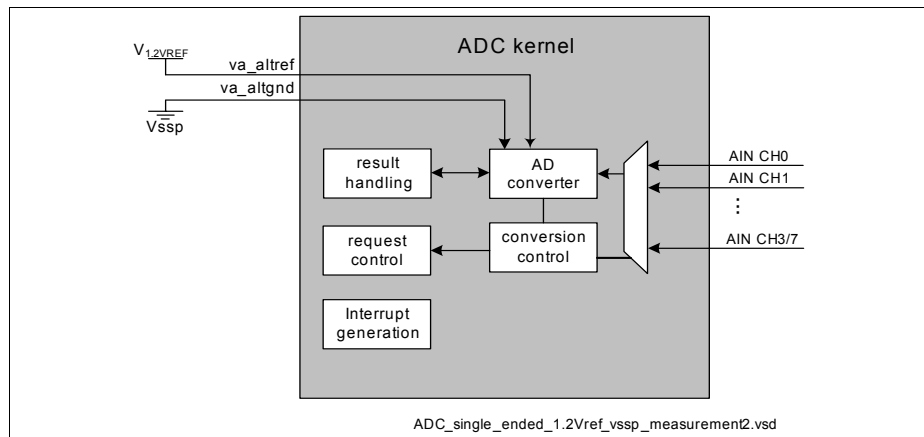 ADC kernel
V1.2VREF
va_altref
va_altgnd
Vssp
result
handling
AD
converter
AIN CH0
AIN CH1
⋮
request
control
conversion
control
AIN CH3/7
Interrupt
generation
ADC_single_ended_1.2Vref_vssp_measurement2.vsd